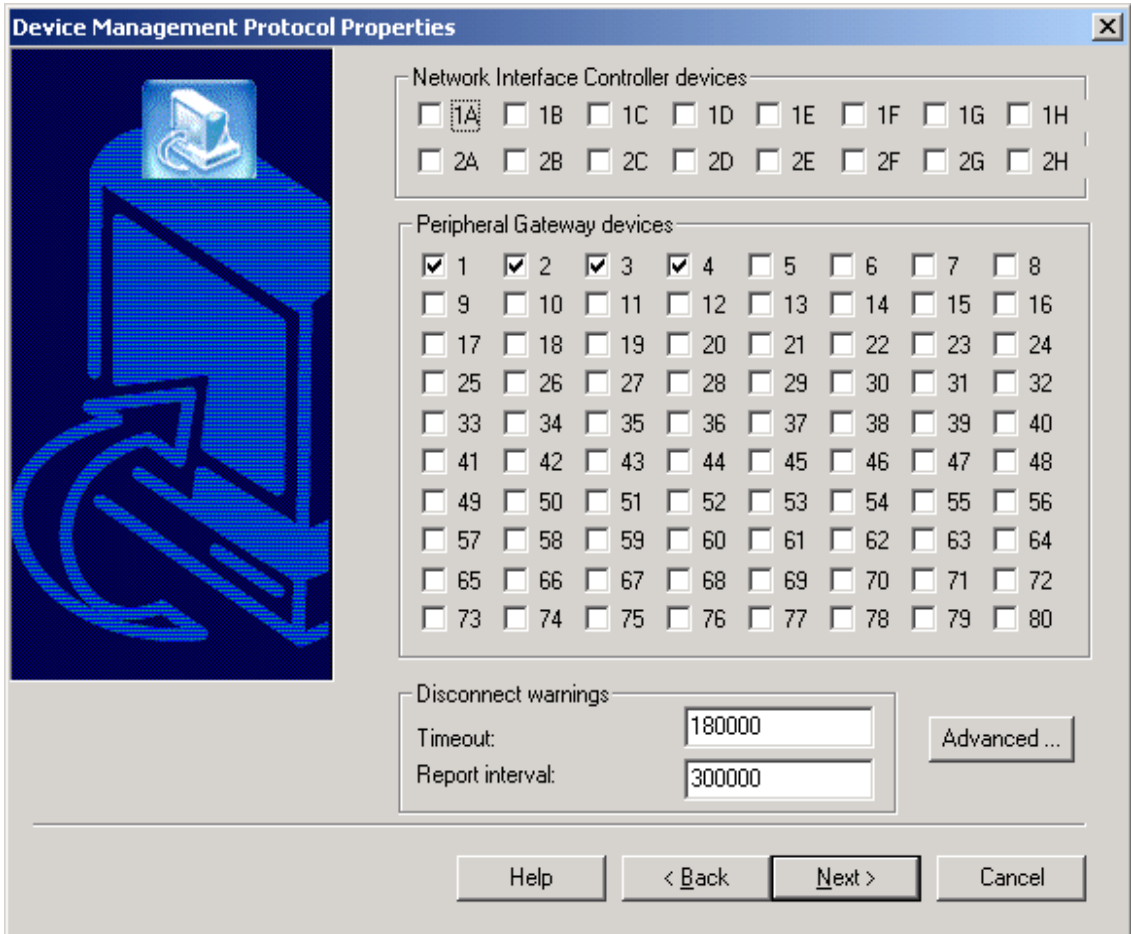 Device Management Protocol Properties
Network Interface Controller devices
1A 1B 1C 1D 1E 1F 1G 1H
2A 2B 2C 2D 2E 2F 2G 2H
Peripheral Gateway devices
1 2 3 4 5 6 7 8
9 10 11 12 13 14 15 16
17 18 19 20 21 22 23 24
25 26 27 28 29 30 31 32
33 34 35 36 37 38 39 40
41 42 43 44 45 46 47 48
49 50 51 52 53 54 55 56
57 58 59 60 61 62 63 64
65 66 67 68 69 70 71 72
73 74 75 76 77 78 79 80
Disconnect warnings
Timeout: 180000
Advanced ...
Report interval: 300000
Help < Back Next > Cancel